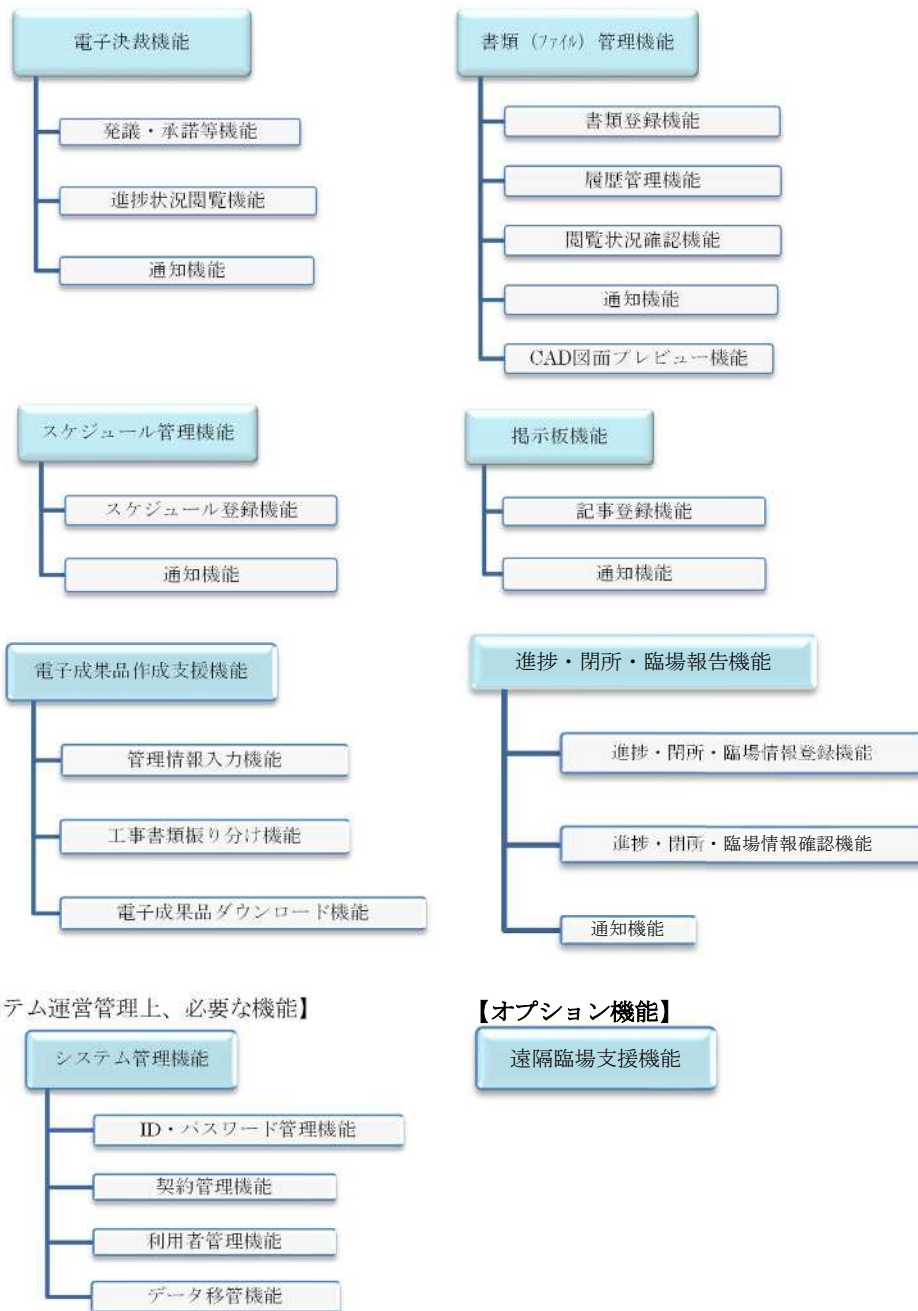 電子決裁機能
発議・承諾等機能
進捗状況閲覧機能
通知機能
書類（ファイル）管理機能
書類登録機能
履歴管理機能
閲覧状況確認機能
通知機能
CAD図面プレビュー機能
スケジュール管理機能
スケジュール登録機能
通知機能
掲示板機能
記事登録機能
通知機能
電子成果品作成支援機能
管理情報入力機能
工事書類振り分け機能
電子成果品ダウンロード機能
進捗・閉所・臨場報告機能
進捗・閉所・臨場情報登録機能
進捗・閉所・臨場情報確認機能
通知機能
テム運営管理上、必要な機能】
システム管理機能
ID・パスワード管理機能
契約管理機能
利用者管理機能
データ移管機能
【オプション機能】
遠隔臨場支援機能